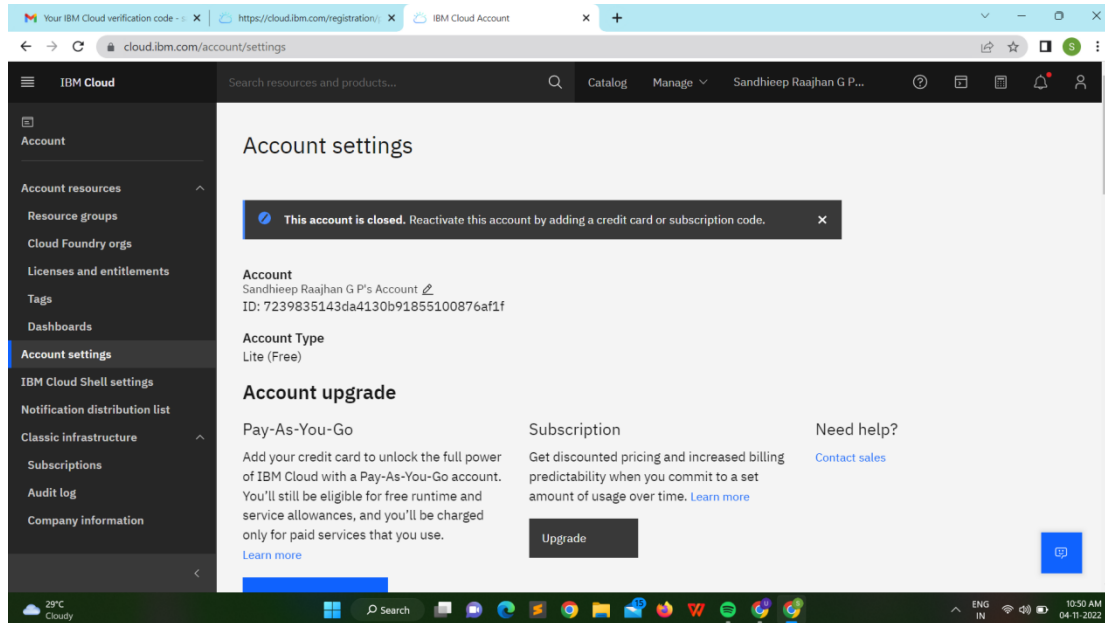 Your IBM Cloud verification code - s
https://cloud.ibm.com/registration/
IBM Cloud Account
cloud.ibm.com/account/settings
S
IBM Cloud
Search resources and products...
Catalog
Manage
Sandhieep Raajhan G P...
Account
Account resources
Resource groups
Cloud Foundry orgs
Licenses and entitlements
Tags
Dashboards
Account settings
IBM Cloud Shell settings
Notification distribution list
Classic infrastructure
Subscriptions
Audit log
Company information
Account settings
This account is closed. Reactivate this account by adding a credit card or subscription code.
Account
Sandhieep Raajhan G P's Account
ID: 7239835143da4130b91855100876af1f
Account Type
Lite (Free)
Account upgrade
Pay-As-You-Go
Add your credit card to unlock the full power
of IBM Cloud with a Pay-As-You-Go account.
You'll still be eligible for free runtime and
service allowances, and you'll be charged
only for paid services that you use.
Learn more
Subscription
Get discounted pricing and increased billing
predictability when you commit to a set
amount of usage over time. Learn more
Upgrade
Need help?
Contact sales
29°C
Cloudy
Search
ENG
IN
10:50 AM
04-11-2022